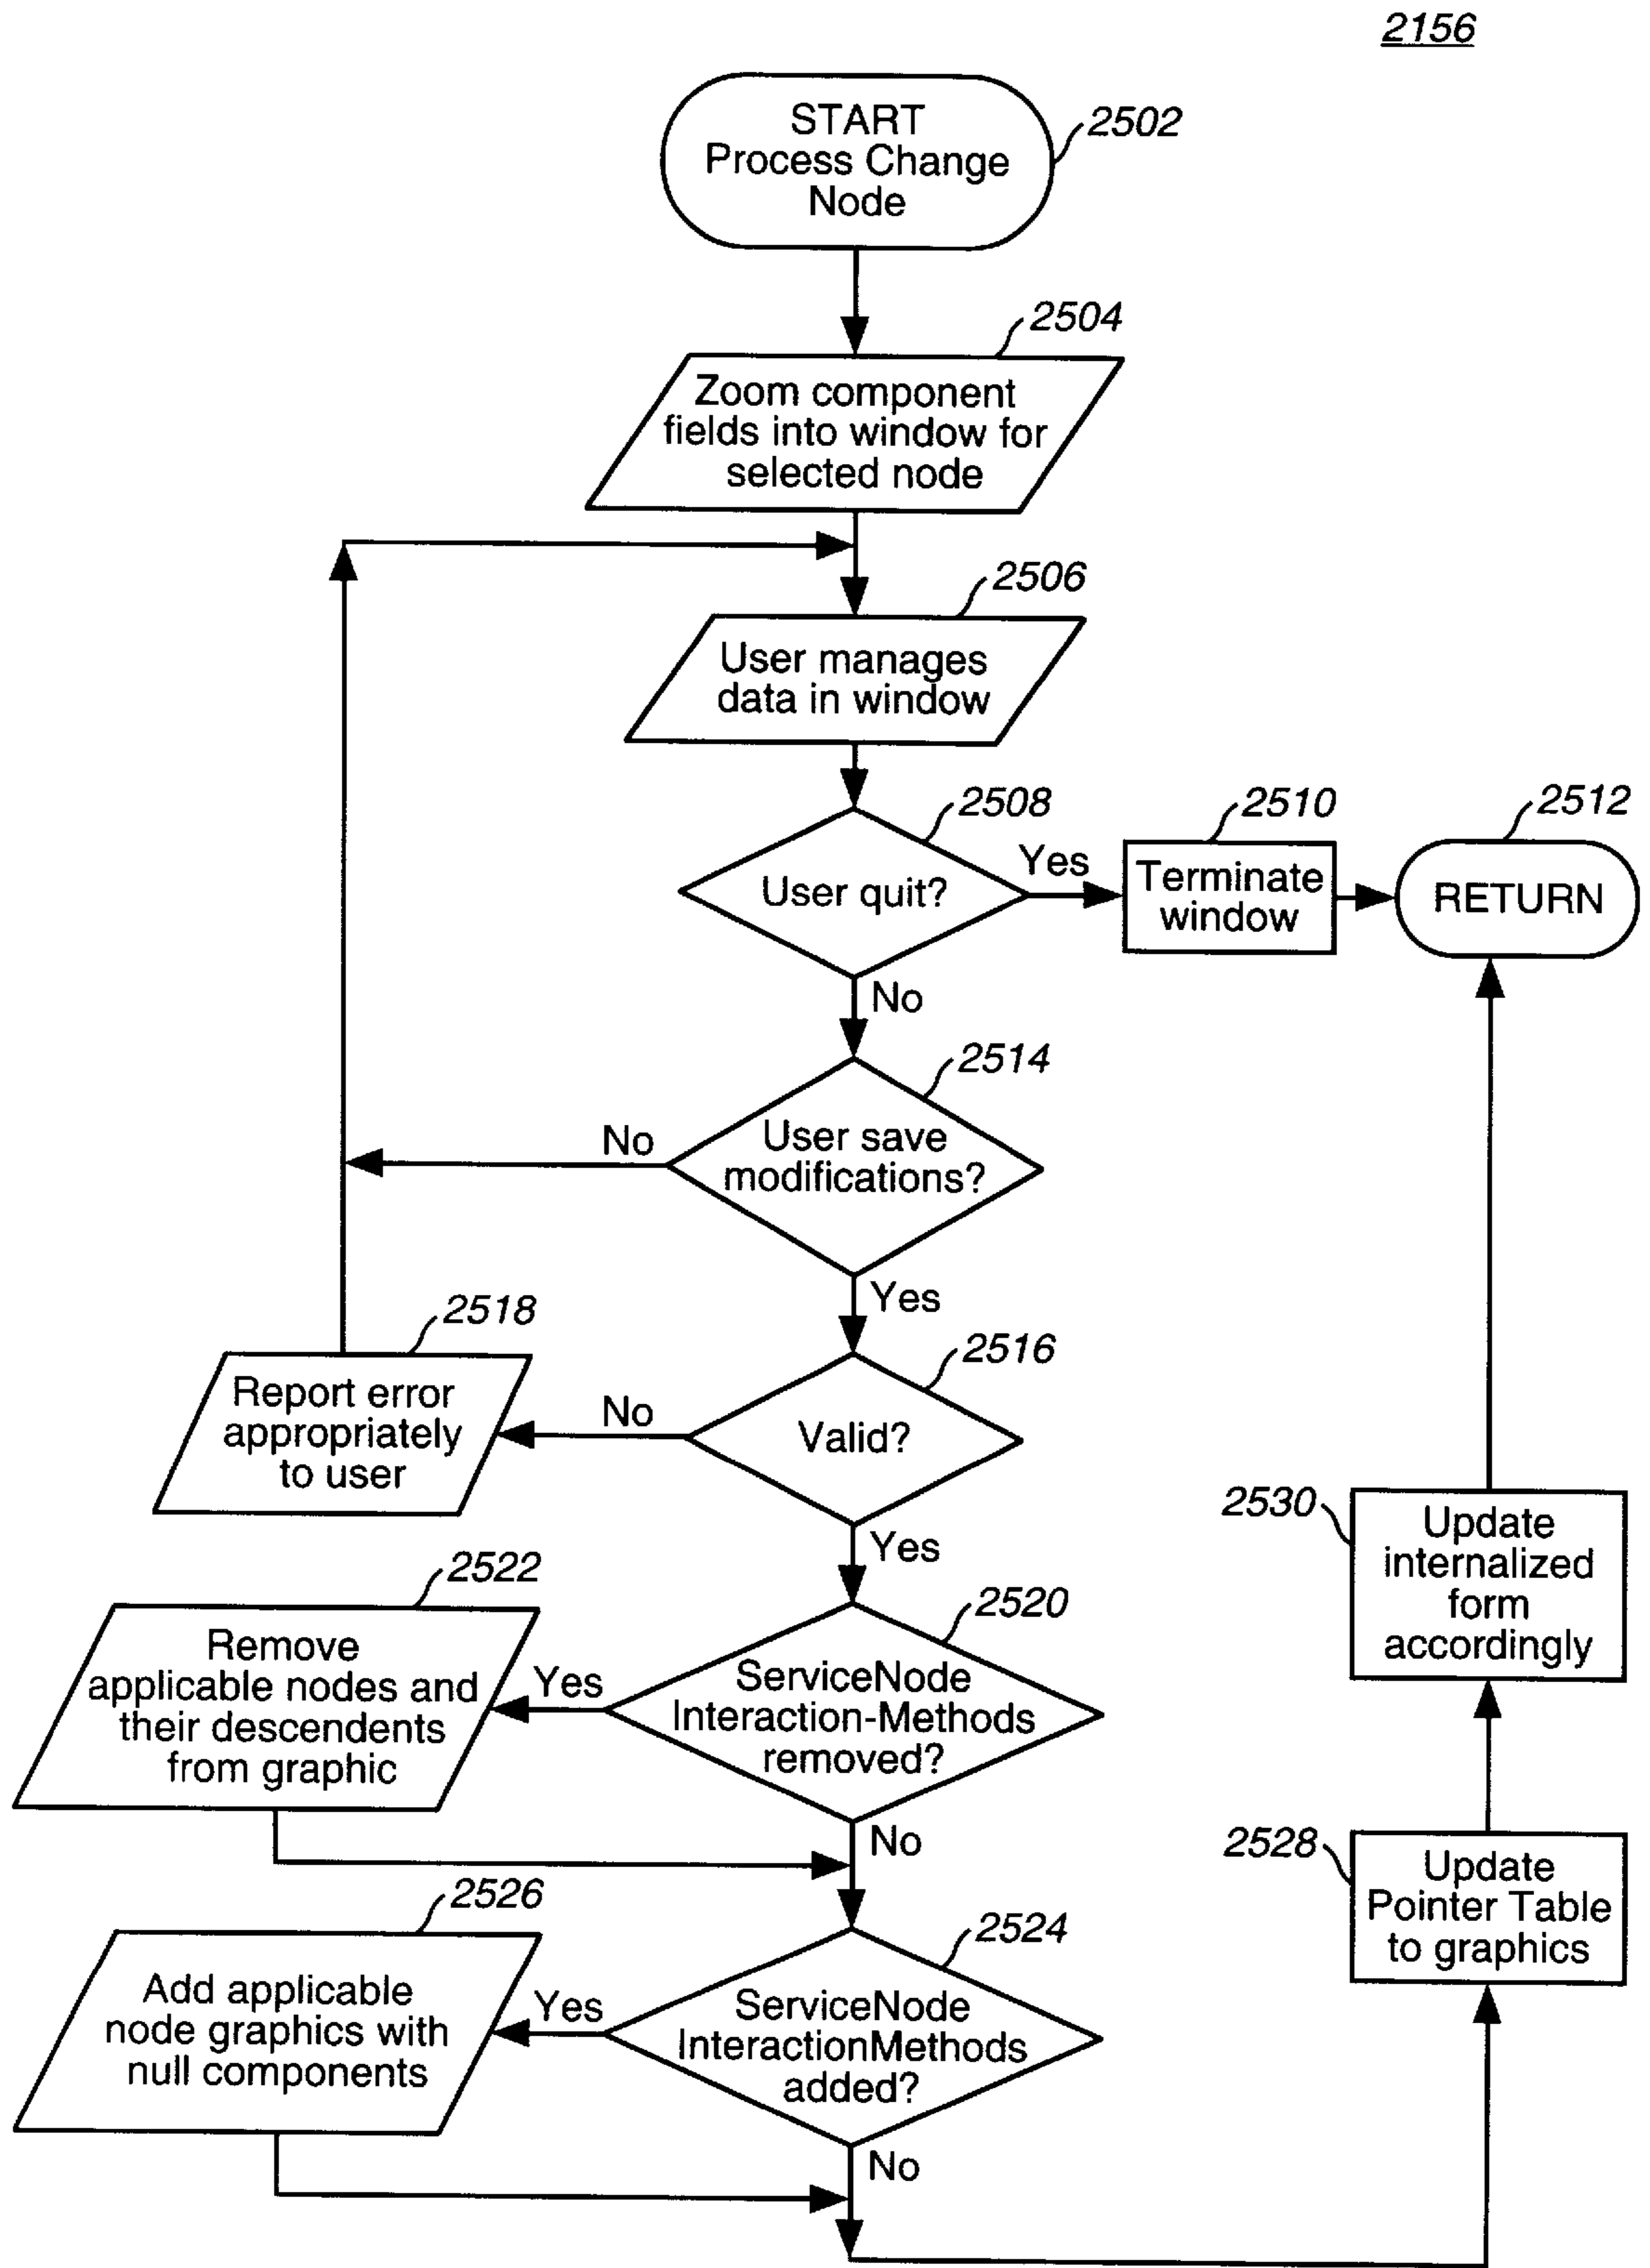 2156
START
Process Change
Node
2502
2504
Zoom component
fields into window for
selected node
2506
User manages
data in window
2508
User quit?
Yes
2510
Terminate
window
2512
RETURN
No
2514
User save
modifications?
No
Yes
2516
Valid?
No
2518
Report error
appropriately
to user
Yes
2520
ServiceNode
Interaction-Methods
removed?
Yes
2522
Remove
applicable nodes and
their descendents
from graphic
No
2524
ServiceNode
InteractionMethods
added?
Yes
2526
Add applicable
node graphics with
null components
No
2528
Update
Pointer Table
to graphics
2530
Update
internalized
form
accordingly